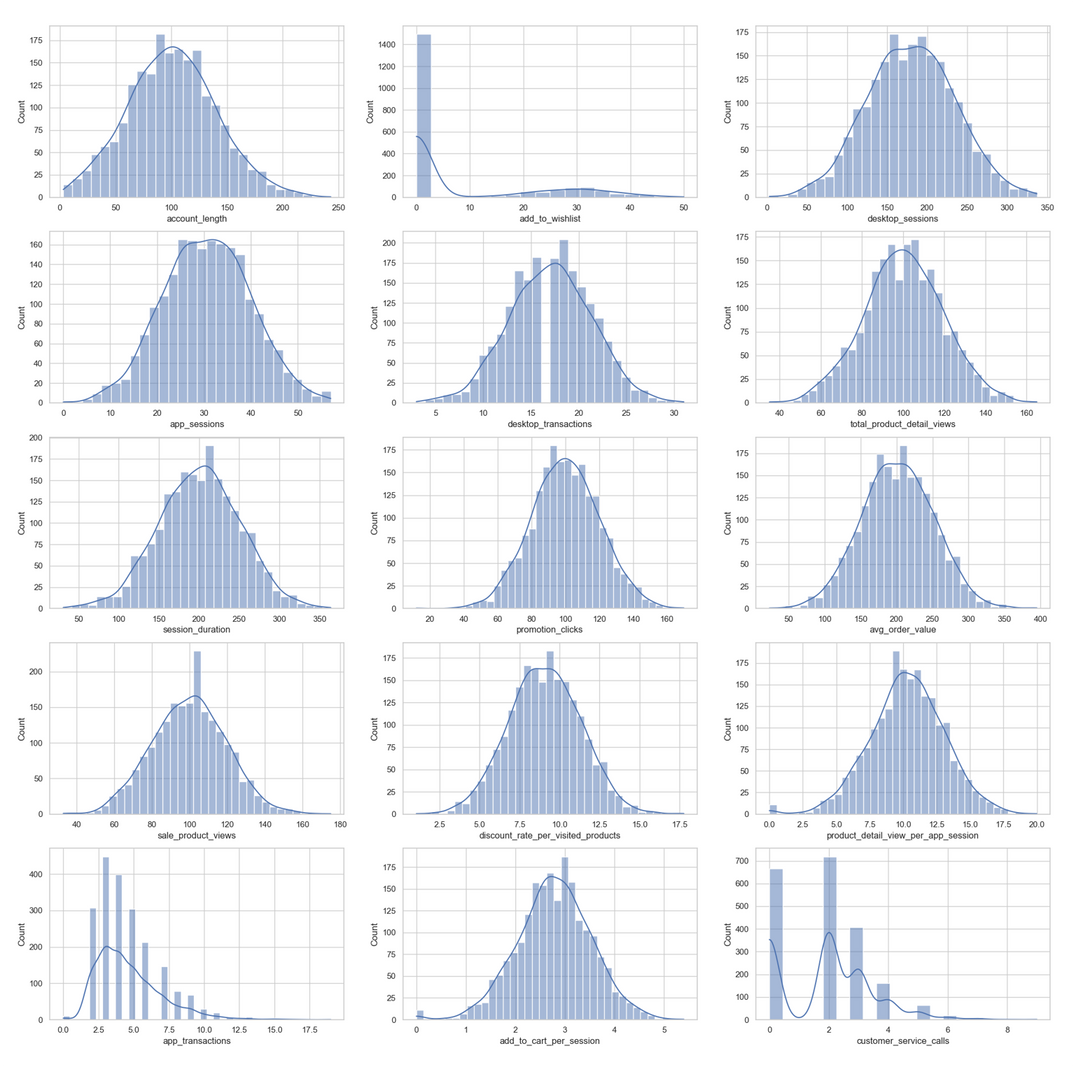 175
150
125
100
75
50
25
0
Count
0 50 100 150 200 250
account_length
1400
1200
1000
800
600
400
200
0
Count
0 10 20 30 40 50
add_to_wishlist
175
150
125
100
75
50
25
0
Count
0 50 100 150 200 250 300 350
desktop_sessions
160
140
120
100
80
60
40
20
0
Count
0 10 20 30 40 50
app_sessions
200
175
150
125
100
75
50
25
0
Count
5 10 15 20 25 30
desktop_transactions
175
150
125
100
75
50
25
0
Count
40 60 80 100 120 140 160
total_product_detail_views
200
175
150
125
100
75
50
25
0
Count
50 100 150 200 250 300 350
session_duration
175
150
125
100
75
50
25
0
Count
20 40 60 80 100 120 140 160
promotion_clicks
175
150
125
100
75
50
25
0
Count
50 100 150 200 250 300 350 400
avg_order_value
200
150
100
50
0
Count
40 60 80 100 120 140 160 180
sale_product_views
175
150
125
100
75
50
25
0
Count
2.5 5.0 7.5 10.0 12.5 15.0 17.5
discount_rate_per_visited_products
175
150
125
100
75
50
25
0
Count
0.0 2.5 5.0 7.5 10.0 12.5 15.0 17.5 20.0
product_detail_view_per_app_session
400
300
200
100
0
Count
0.0 2.5 5.0 7.5 10.0 12.5 15.0 17.5
app_transactions
175
150
125
100
75
50
25
0
Count
0 1 2 3 4 5
add_to_cart_per_session
700
600
500
400
300
200
100
0
Count
0 2 4 6 8
customer_service_calls